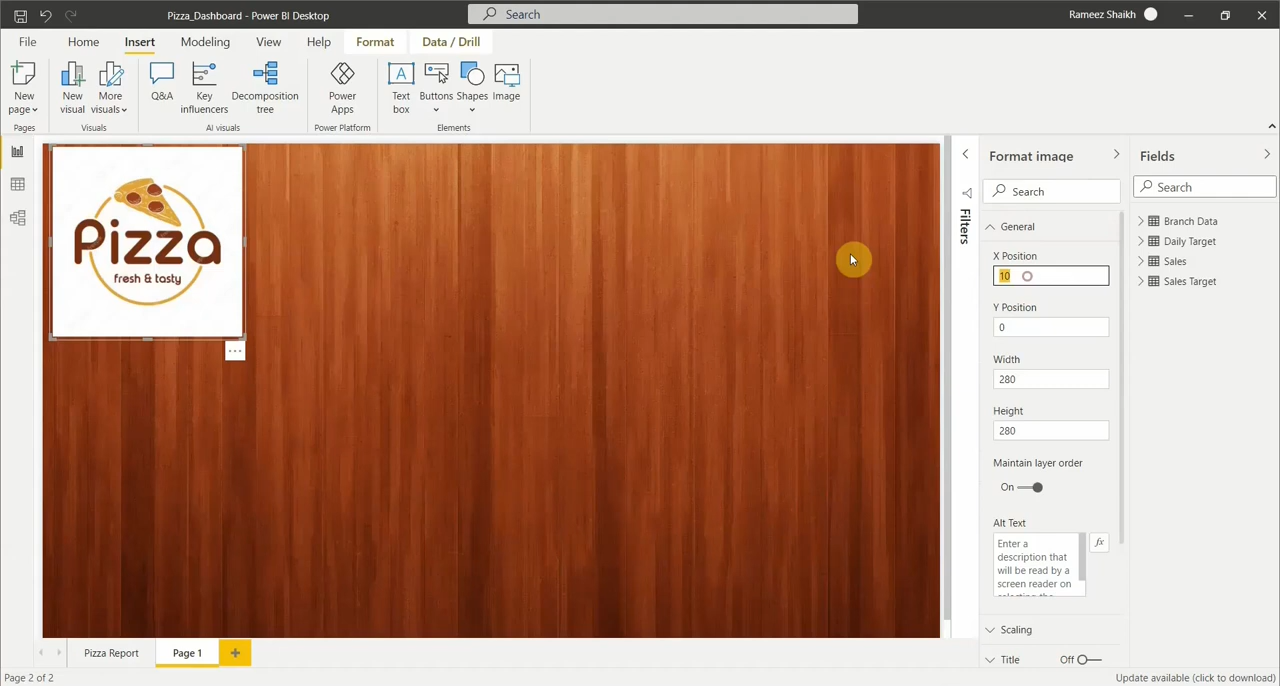 Pizza_Dashboard - Power BI Desktop
Search
Rameez Shaikh
File Home Insert Modeling View Help Format Data / Drill
New page
New visual
More visuals
Q&A
Key influencers
Decomposition tree
Power Apps
Text box
Buttons
Shapes
Image
Pages
Visuals
AI visuals
Power Platform
Elements
Pizza
fresh & tasty
...
Filters
Format image
Search
General
X Position
10
Y Position
0
Width
280
Height
280
Maintain layer order
On
Alt Text
Enter a
description that
will be read by a
screen reader on
selecting the
fx
Scaling
Title Off
Fields
Search
Branch Data
Daily Target
Sales
Sales Target
Pizza Report
Page 1
+
Page 2 of 2
Update available (click to download)